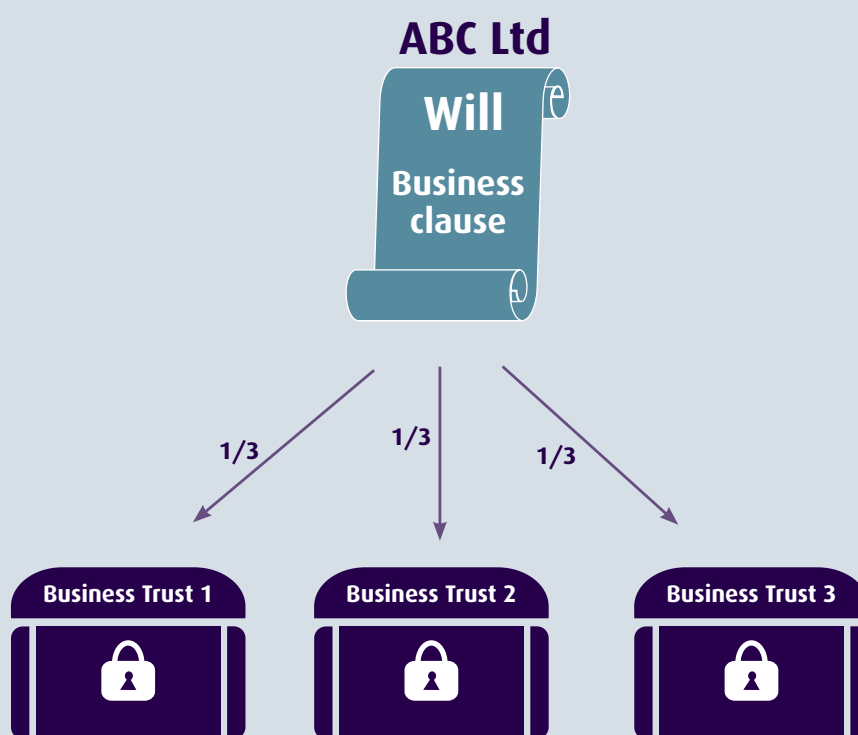 ABC Ltd
Will
Business
clause
1/3
1/3
1/3
Business Trust 1
Business Trust 2
Business Trust 3